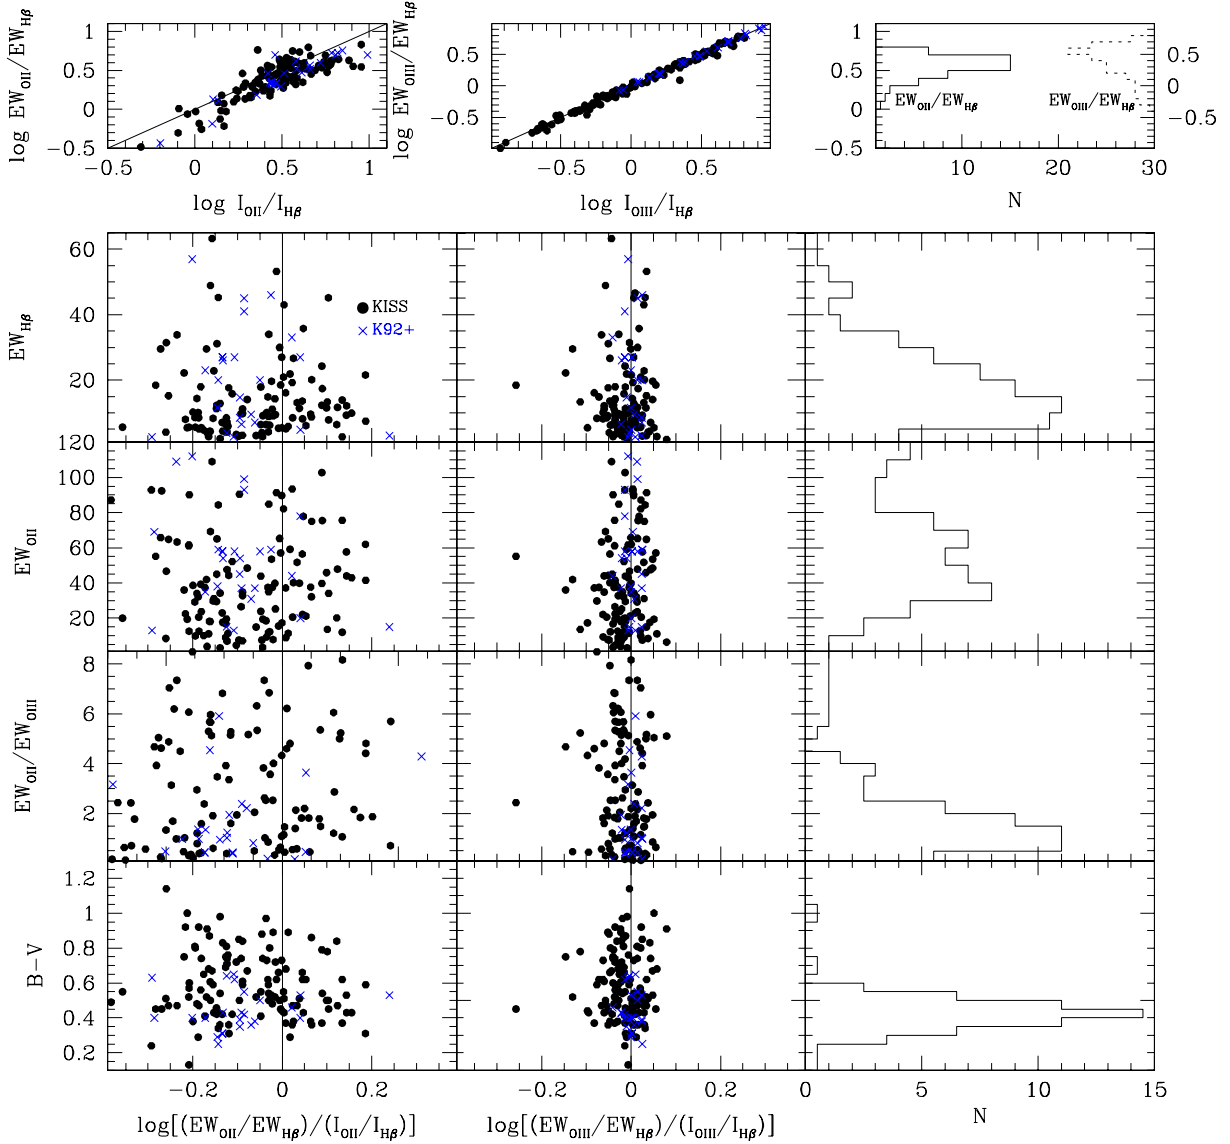 log EW_OII/EW_Hβ
1
0.5
0
−0.5
−0.5 0 0.5 1
log I_OII/I_Hβ
log EW_OIII/EW_Hβ
0.5
0
−0.5
−0.5 0 0.5
log I_OIII/I_Hβ
1
0.5
0
−0.5
EW_OII/EW_Hβ
EW_OIII/EW_Hβ
0.5
0
−0.5
10 20 30
N
EW_Hβ
60
40
20
KISS
K92+
EW_OII
120
100
80
60
40
20
EW_OII/EW_OIII
8
6
4
2
B−V
1.2
1
0.8
0.6
0.4
0.2
−0.2 0 0.2
log[(EW_OII/EW_Hβ)/(I_OII/I_Hβ)]
−0.2 0 0.2
log[(EW_OIII/EW_Hβ)/(I_OIII/I_Hβ)]
0 5 10 15
N